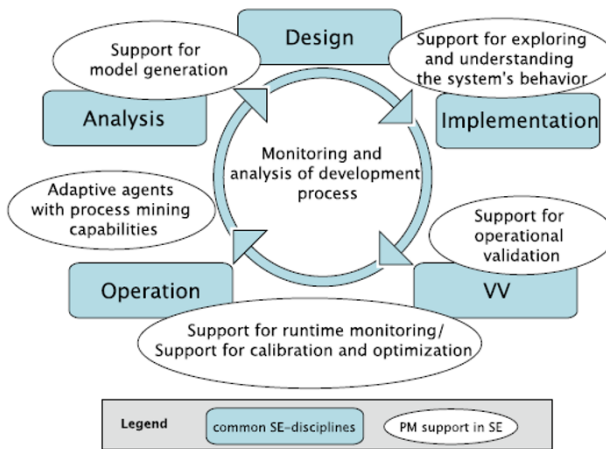 Design
Support for
model generation
Support for exploring
and understanding
the system's behavior
Analysis
Implementation
Monitoring and
analysis of development
process
Adaptive agents
with process mining
capabilities
Support for
operational
validation
Operation
VV
Support for runtime monitoring/
Support for calibration and optimization
Legend
common SE-disciplines
PM support in SE